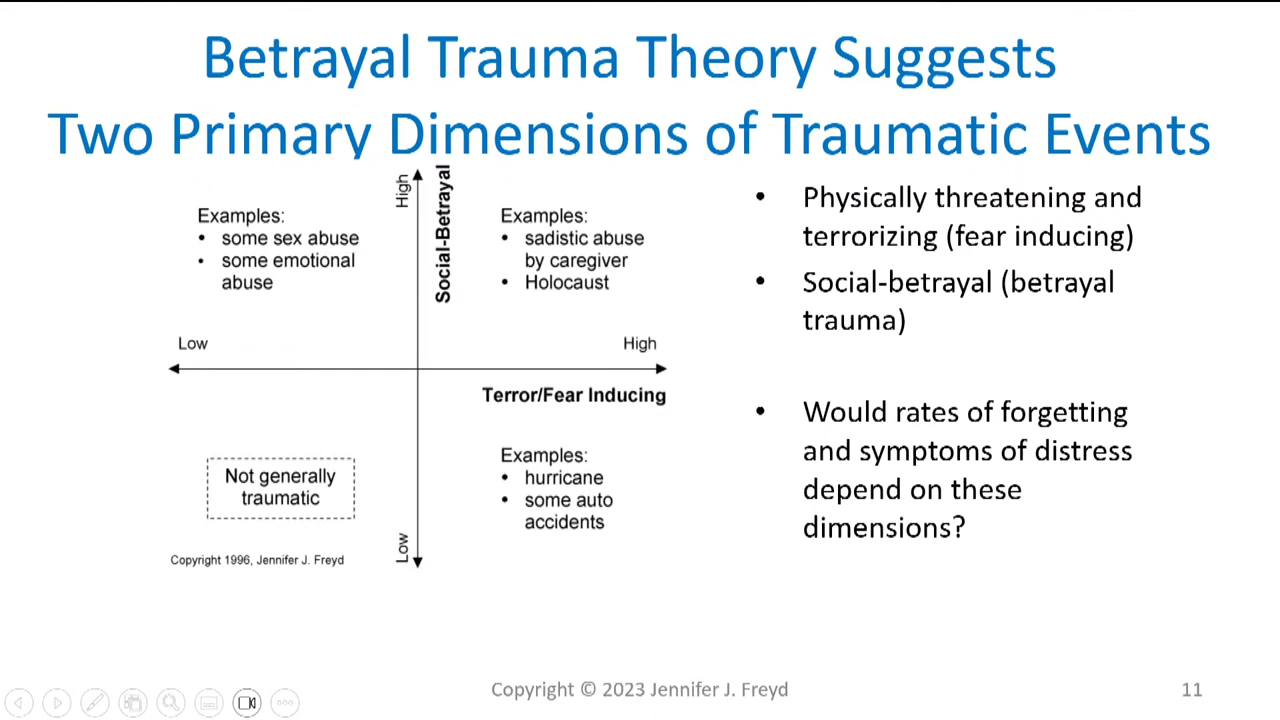 Betrayal Trauma Theory Suggests
Two Primary Dimensions of Traumatic Events
High
Social-Betrayal
Examples:
• some sex abuse
• some emotional
abuse
Examples:
• sadistic abuse
by caregiver
• Holocaust
Low
High
Terror/Fear Inducing
Not generally
traumatic
Examples:
• hurricane
• some auto
accidents
Low
Copyright 1996, Jennifer J. Freyd
• Physically threatening and
terrorizing (fear inducing)
• Social-betrayal (betrayal
trauma)
• Would rates of forgetting
and symptoms of distress
depend on these
dimensions?
Copyright © 2023 Jennifer J. Freyd
11